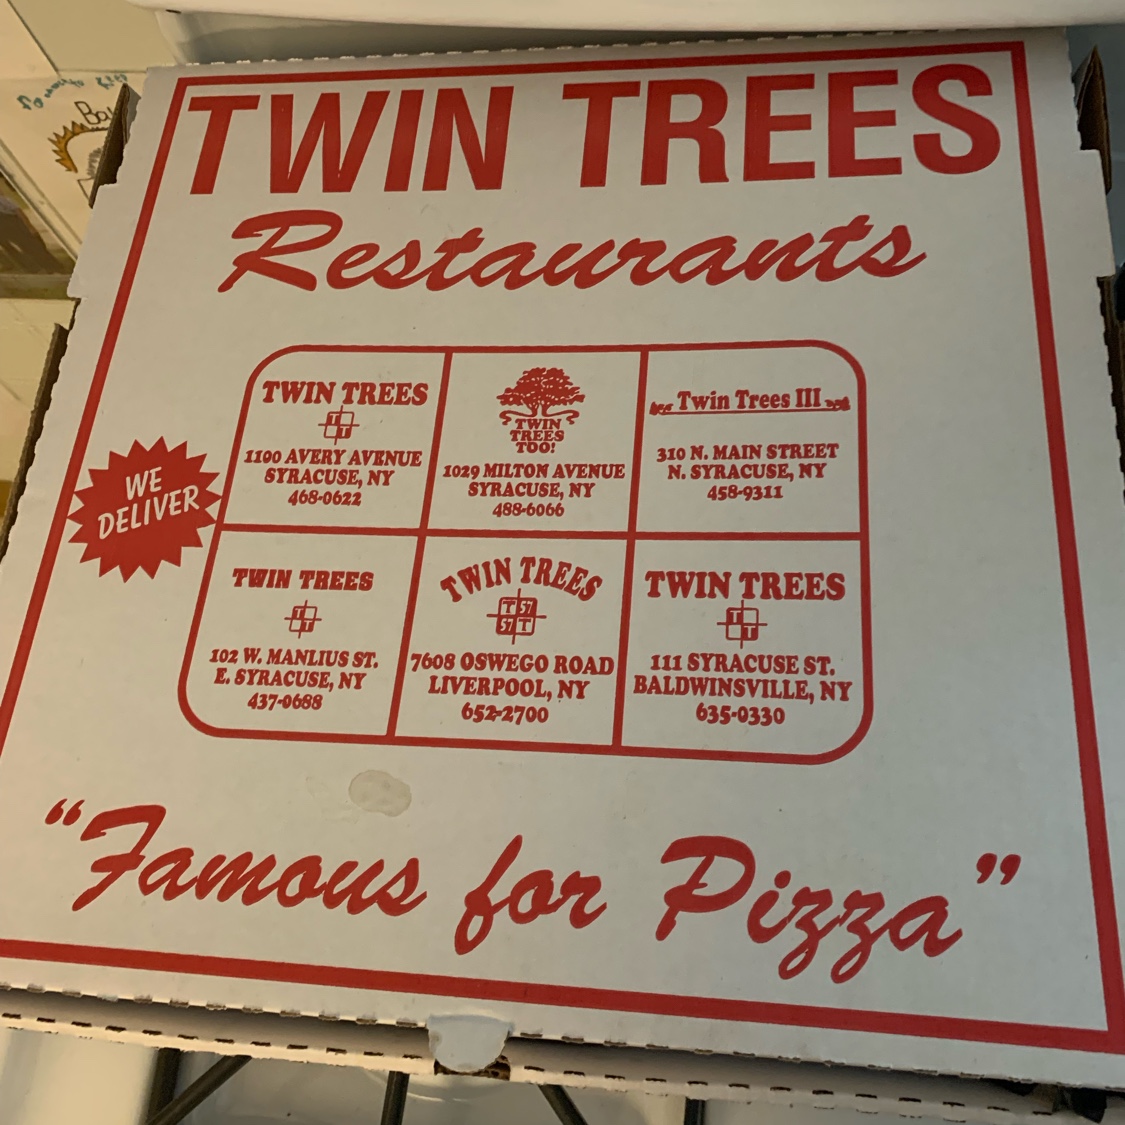 TWIN TREES
Restaurants
TWIN TREES
T
T
1100 AVERY AVENUE
SYRACUSE, NY
468-0622
TWIN
TREES
TOO!
1029 MILTON AVENUE
SYRACUSE, NY
488-6066
Twin Trees III
310 N. MAIN STREET
N. SYRACUSE, NY
458-9311
WE
DELIVER
TWIN TREES
T
T
102 W. MANLIUS ST.
E. SYRACUSE, NY
437-0688
TWIN TREES
T 57
57 T
7608 OSWEGO ROAD
LIVERPOOL, NY
652-2700
TWIN TREES
T
T
111 SYRACUSE ST.
BALDWINSVILLE, NY
635-0330
"Famous for Pizza"